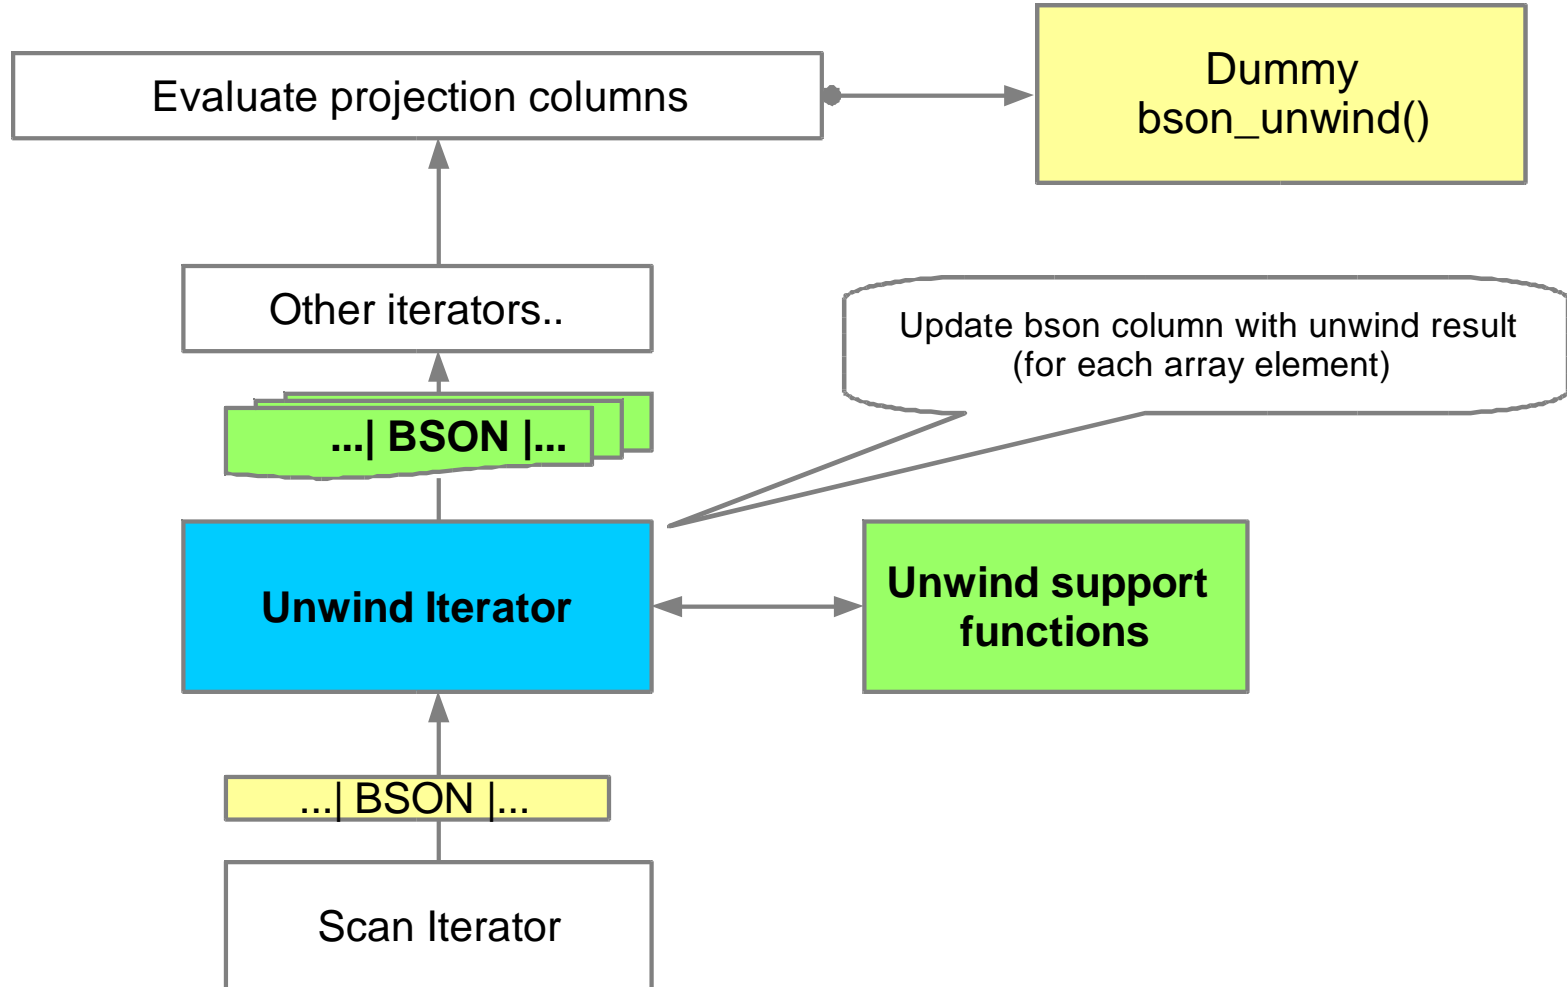 Evaluate projection columns
Dummy
bson_unwind()
Other iterators..
Update bson column with unwind result
(for each array element)
...| BSON |...
Unwind Iterator
Unwind support
functions
...| BSON |...
Scan Iterator